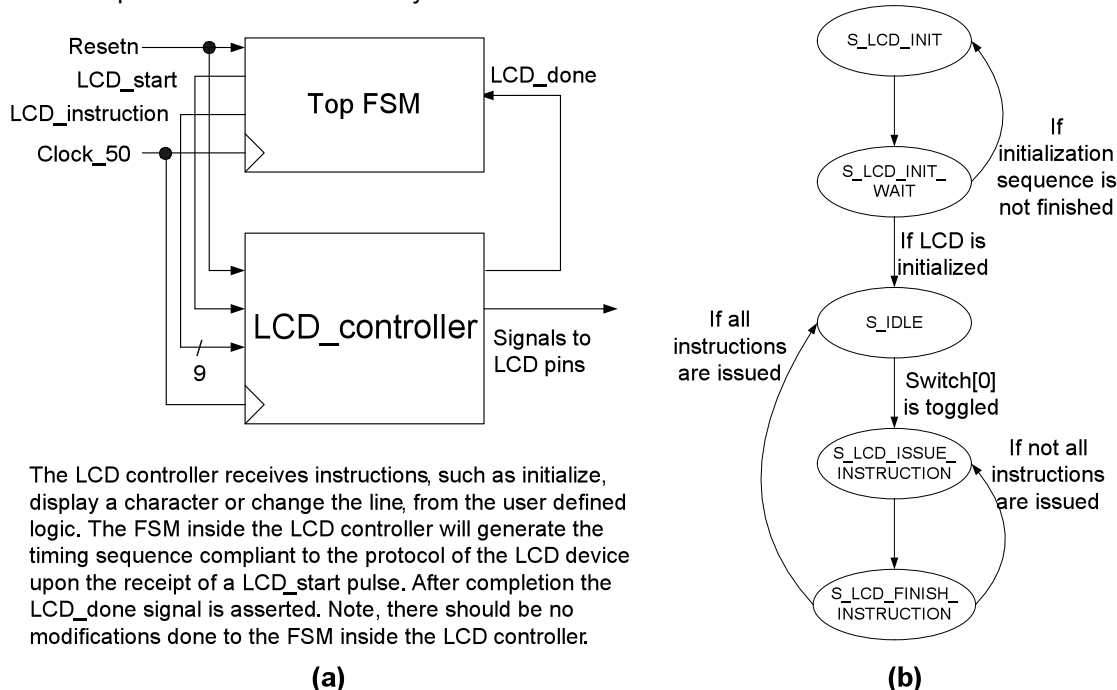 Resetn
LCD_start
LCD_instruction
Clock_50
Top FSM
LCD_done
LCD_controller
9
Signals to
LCD pins
The LCD controller receives instructions, such as initialize,
display a character or change the line, from the user defined
logic. The FSM inside the LCD controller will generate the
timing sequence compliant to the protocol of the LCD device
upon the receipt of a LCD_start pulse. After completion the
LCD_done signal is asserted. Note, there should be no
modifications done to the FSM inside the LCD controller.
(a)
S_LCD_INIT
If
initialization
sequence is
not finished
S_LCD_INIT_
WAIT
If LCD is
initialized
S_IDLE
If all
instructions
are issued
Switch[0]
is toggled
S_LCD_ISSUE_
INSTRUCTION
If not all
instructions
are issued
S_LCD_FINISH_
INSTRUCTION
(b)